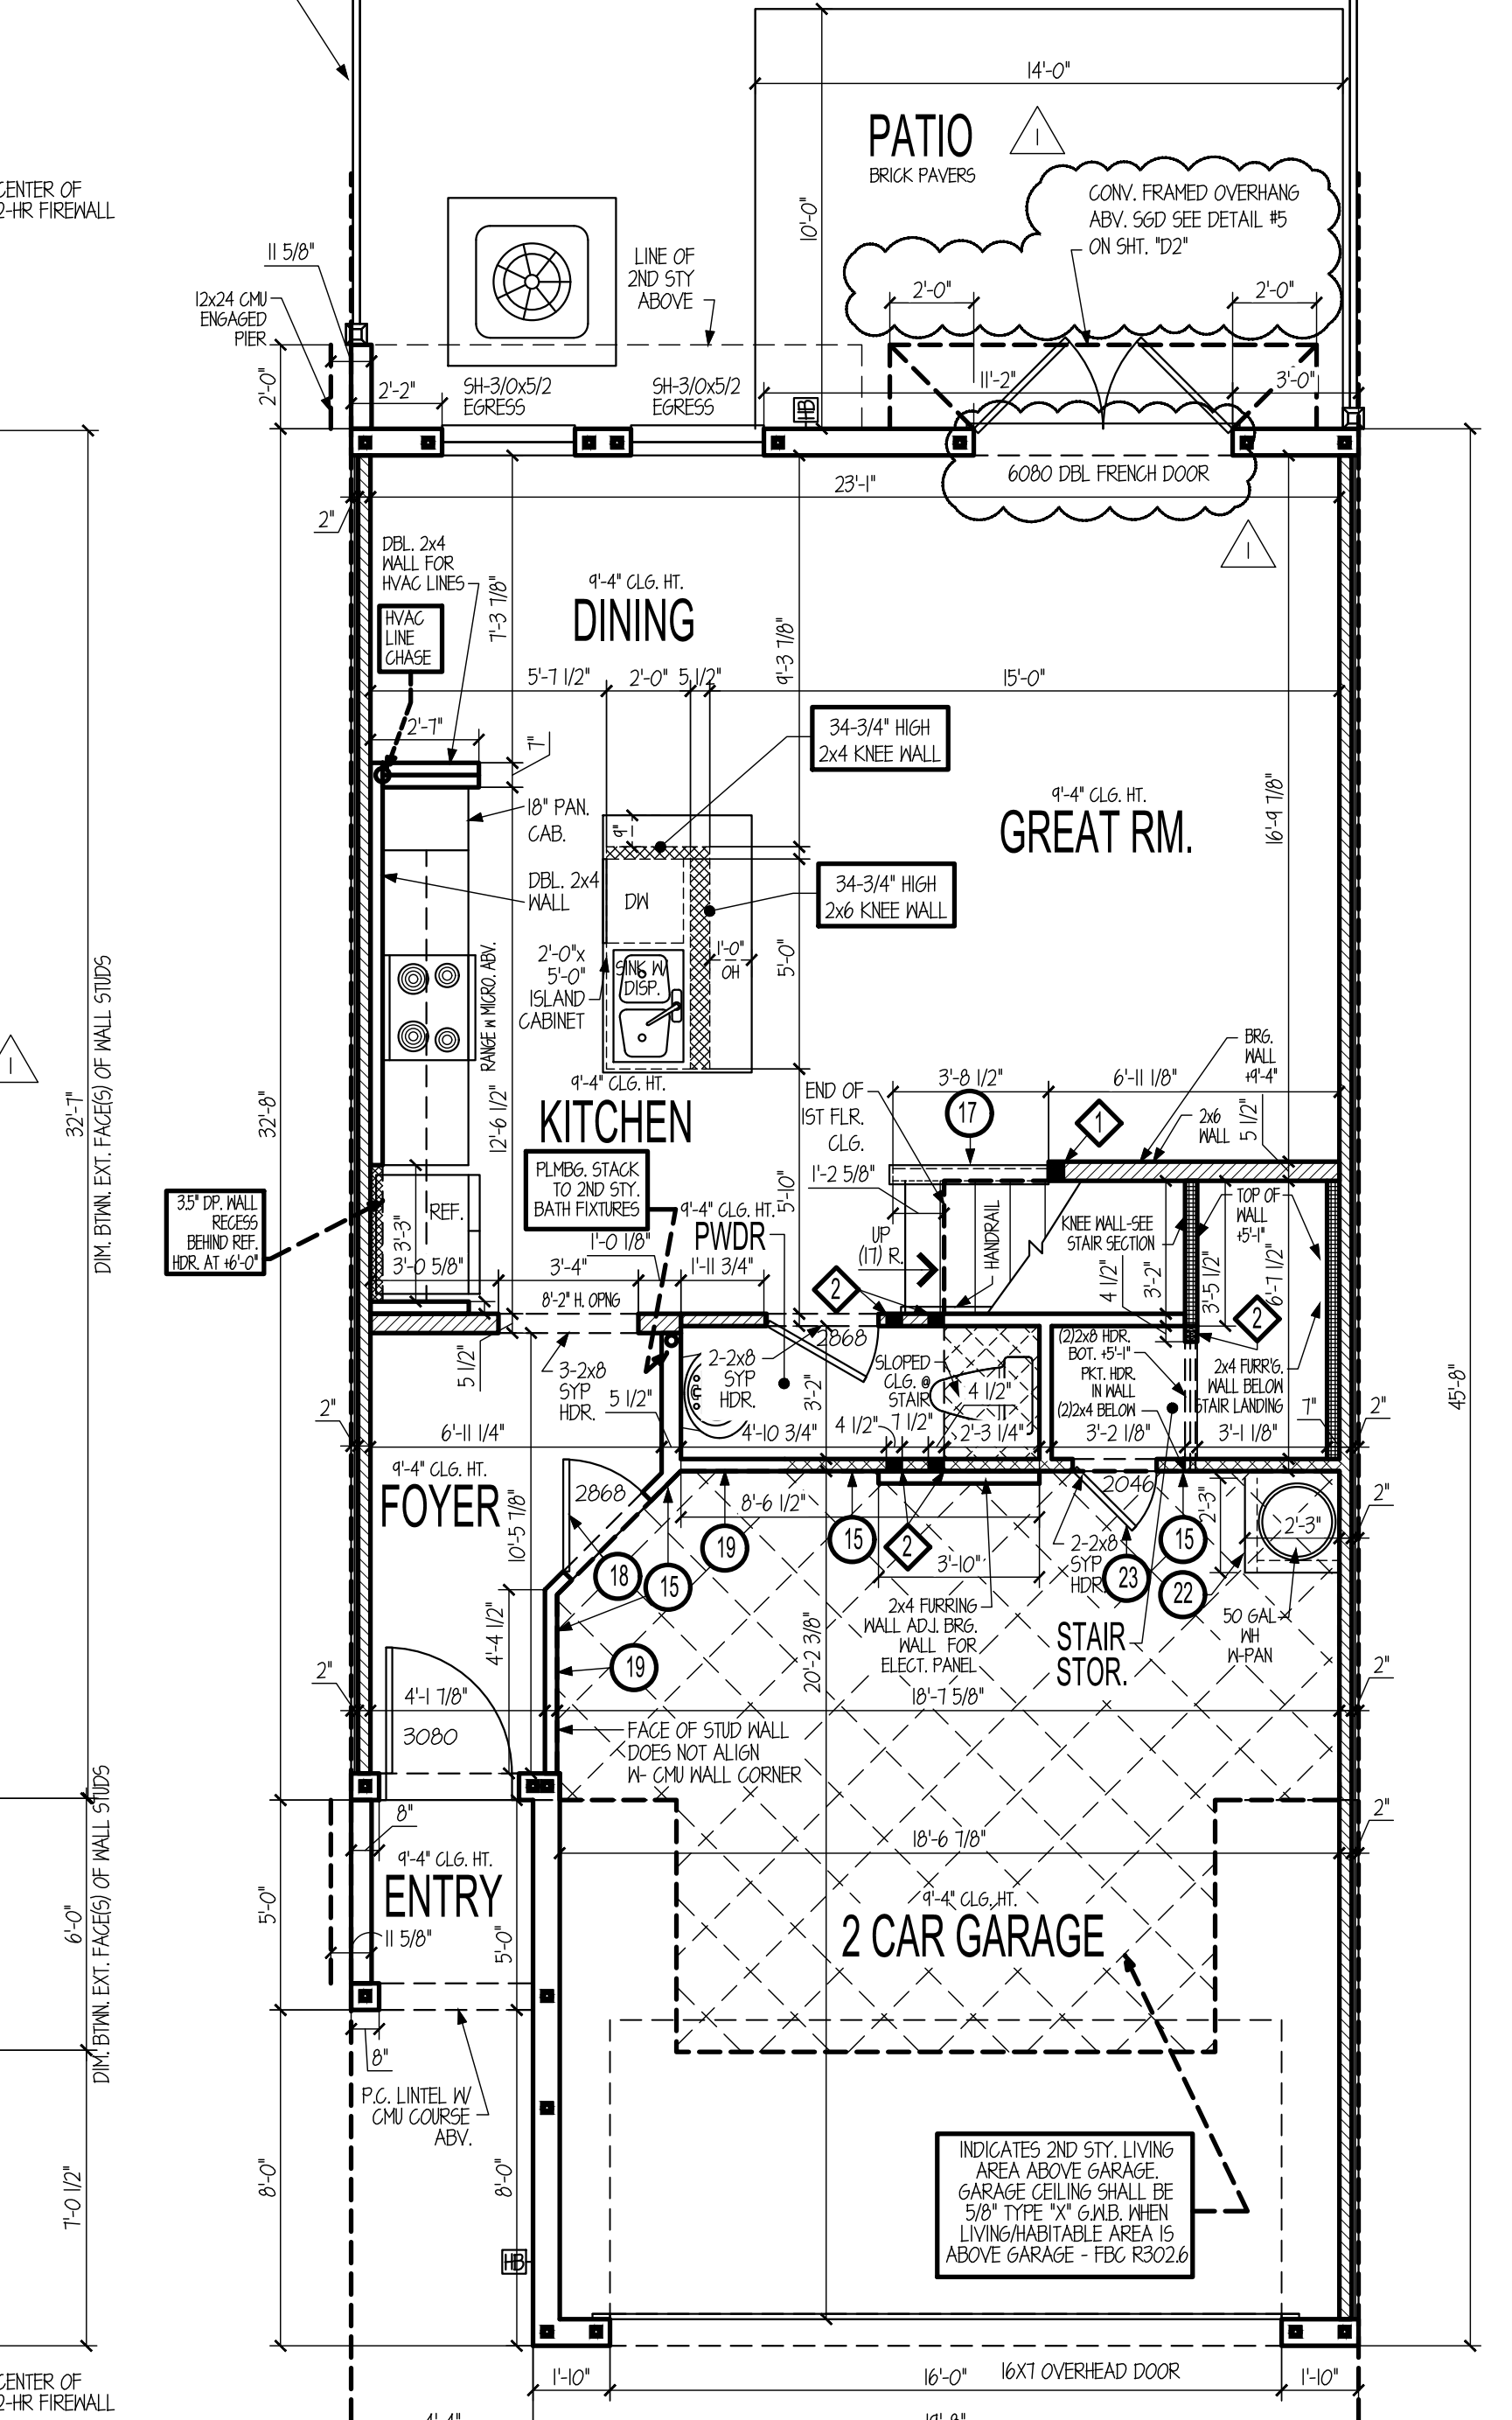 14'-0"
PATIO
BRICK PAVERS
1
CENTER OF
2-HR FIREWALL
10'-0"
CONV. FRAMED OVERHANG
ABV. SGD SEE DETAIL #5
ON SHT. "D2"
11 5/8"
LINE OF
2ND STY
ABOVE
12x24 CMU
ENGAGED
PIER
2'-0"
2'-0"
2'-0"
2'-2"
SH-3/0x5/2
EGRESS
SH-3/0x5/2
EGRESS
HB
11'-2"
3'-0"
6080 DBL FRENCH DOOR
23'-1"
2"
1
DBL. 2x4
WALL FOR
HVAC LINES
HVAC
LINE
CHASE
7'-3 7/8"
9'-4" CLG. HT.
DINING
9'-3 7/8"
5'-7 1/2"
2'-0"
5 1/2"
15'-0"
2'-7"
7"
34-3/4" HIGH
2x4 KNEE WALL
18" PAN.
CAB.
9"
9'-4" CLG. HT.
GREAT RM.
16'-9 7/8"
DBL. 2x4
WALL
DW
34-3/4" HIGH
2x6 KNEE WALL
2'-0"x
5'-0"
ISLAND
CABINET
SINK W/
DISP.
1'-0"
OH
5'-0"
RANGE w MICRO. ABV.
DIM. BTWN. EXT. FACE(S) OF WALL STUDS
32'-7"
32'-8"
1
12'-6 1/2"
9'-4" CLG. HT.
KITCHEN
END OF
1ST FLR.
CLG.
3'-8 1/2"
6'-11 1/8"
BRG.
WALL
+9'-4"
17
1
2x6
WALL
5 1/2"
PLMBG. STACK
TO 2ND STY.
BATH FIXTURES
1'-2 5/8"
5'-10"
3.5" DP. WALL
RECESS
BEHIND REF.
HDR. AT +6'-0"
REF.
3'-3"
9'-4" CLG. HT.
PWDR
UP
(17) R.
HANDRAIL
KNEE WALL-SEE
STAIR SECTION
TOP OF
WALL
+5'-1"
4 1/2"
3'-2"
3'-5 1/2"
6'-7 1/2"
3'-0 5/8"
3'-4"
1'-0 1/8"
1'-11 3/4"
8'-2" H. OPNG
2
2
2868
5 1/2"
3-2x8
SYP
HDR.
2-2x8
SYP
HDR.
SLOPED
CLG. @
STAIR
(2)2x8 HDR.
BOT. +5'-1"
PKT. HDR.
IN WALL
(2)2x4 BELOW
2x4 FURR'G.
WALL BELOW
STAIR LANDING
3'-2"
5 1/2"
4 1/2"
2"
6'-11 1/4"
4'-10 3/4"
4 1/2"
7 1/2"
2'-3 1/4"
3'-2 1/8"
3'-1 1/8"
7"
2"
45'-8"
9'-4" CLG. HT.
FOYER
2868
8'-6 1/2"
2046
2'-3"
2'-3"
2"
10'-5 7/8"
18
15
19
15
2
3'-10"
2-2x8
SYP
HDR.
23
15
22
2x4 FURRING
WALL ADJ. BRG.
WALL FOR
ELECT. PANEL
STAIR
STOR.
50 GAL
WH
W-PAN
4'-4 1/2"
19
20'-2 3/8"
2"
4'-1 7/8"
18'-7 5/8"
2"
3080
FACE OF STUD WALL
DOES NOT ALIGN
W- CMU WALL CORNER
8"
2"
18'-6 7/8"
9'-4" CLG. HT.
ENTRY
9'-4" CLG. HT.
2 CAR GARAGE
DIM. BTWN. EXT. FACE(S) OF WALL STUDS
6'-0"
5'-0"
11 5/8"
5'-0"
8"
P.C. LINTEL W/
CMU COURSE
ABV.
7'-0 1/2"
8'-0"
8'-0"
HB
INDICATES 2ND STY. LIVING
AREA ABOVE GARAGE.
GARAGE CEILING SHALL BE
5/8" TYPE "X" G.W.B. WHEN
LIVING/HABITABLE AREA IS
ABOVE GARAGE - FBC R302.6
CENTER OF
2-HR FIREWALL
1'-10"
16'-0"
16X7 OVERHEAD DOOR
1'-10"